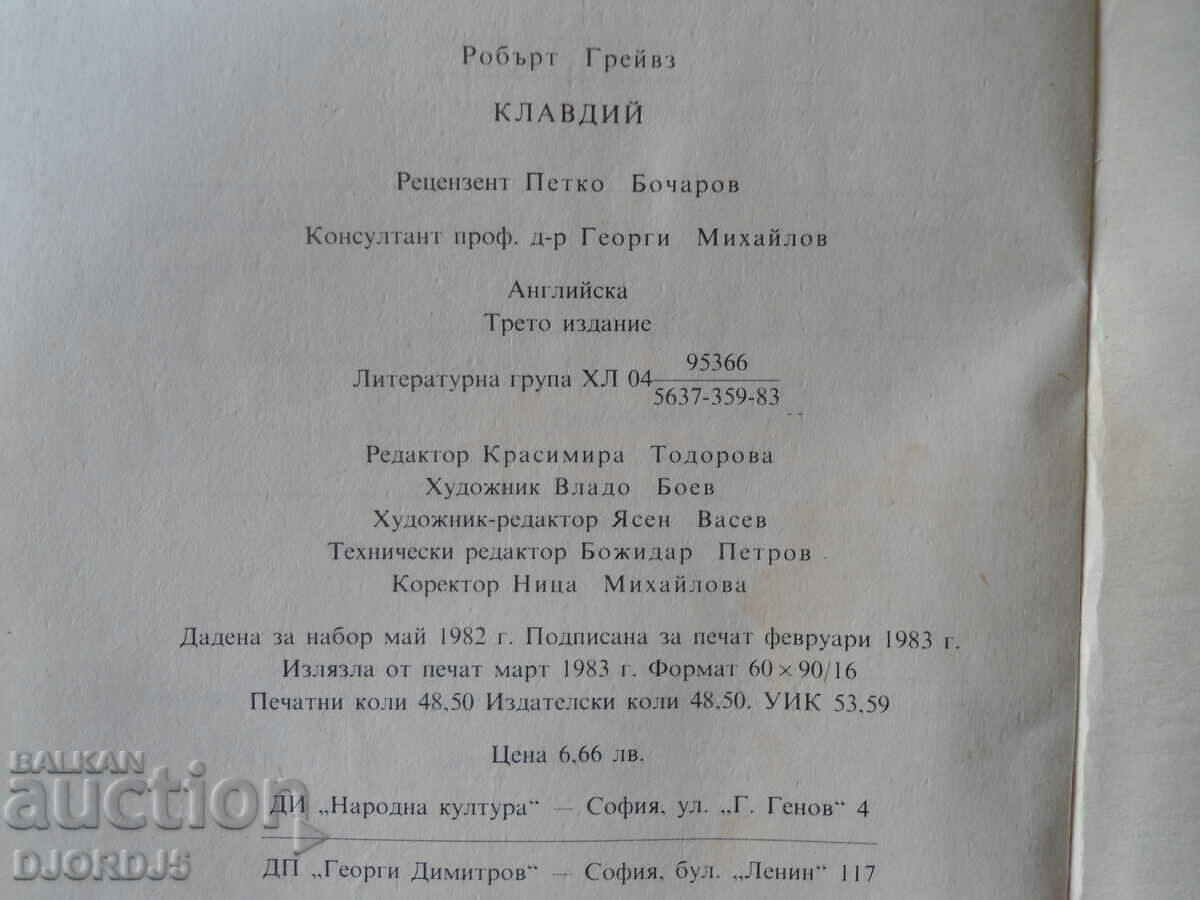 Робърт Грейвз
КЛАВДИЙ
Рецензент Петко Бочаров
Консултант проф. д-р Георги Михайлов
Английска
Трето издание
Литературна група ХЛ 04 95366
5637-359-83
Редактор Красимира Тодорова
Художник Владо Боев
Художник-редактор Ясен Васев
Технически редактор Божидар Петров
Коректор Ница Михайлова
Дадена за набор май 1982 г. Подписана за печат февруари 1983 г.
Излязла от печат март 1983 г. Формат 60 × 90/16
Печатни коли 48,50 Издателски коли 48,50. УИК 53,59
Цена 6,66 лв.
ДИ „Народна култура“ — София, ул. „Г. Генов“ 4
ДП „Георги Димитров“ — София, бул. „Ленин“ 117
BALKAN
auction
DJORDJ5